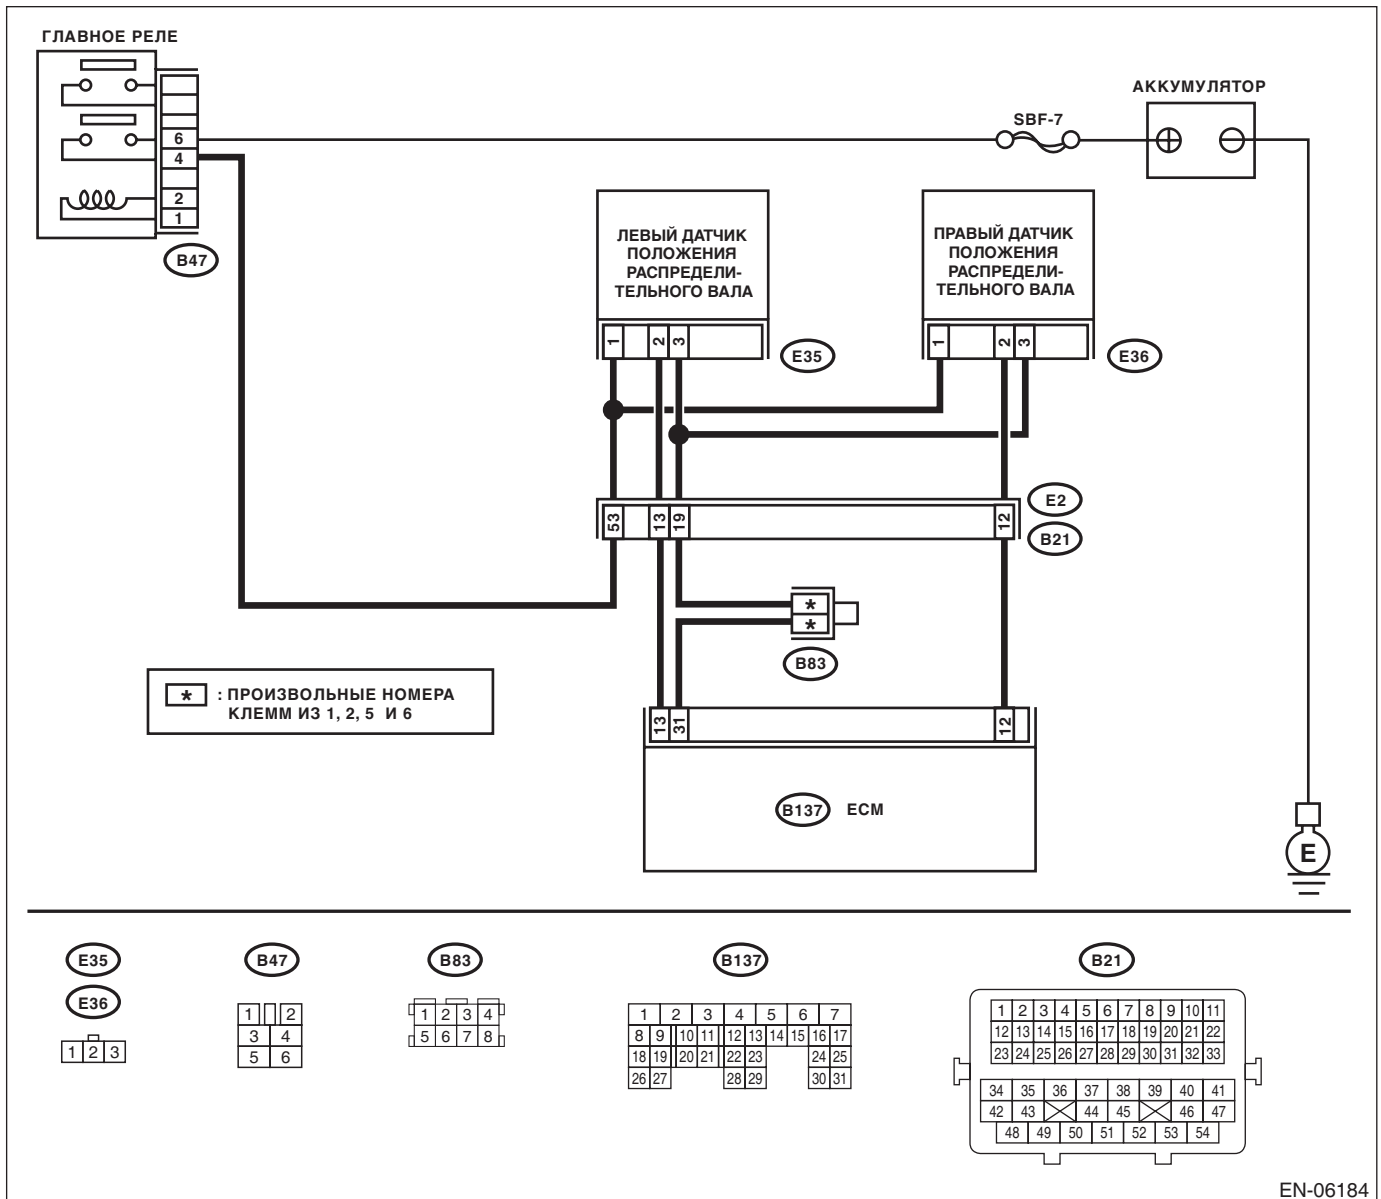 ГЛАВНОЕ РЕЛЕ
6
4
2
1
B47
SBF-7
АККУМУЛЯТОР
ЛЕВЫЙ ДАТЧИК
ПОЛОЖЕНИЯ
РАСПРЕДЕЛИ-
ТЕЛЬНОГО ВАЛА
1 2 3
E35
ПРАВЫЙ ДАТЧИК
ПОЛОЖЕНИЯ
РАСПРЕДЕЛИ-
ТЕЛЬНОГО ВАЛА
1 2 3
E36
53 13 19 12
E2
B21
*
*
B83
* : ПРОИЗВОЛЬНЫЕ НОМЕРА
КЛЕММ ИЗ 1, 2, 5 И 6
13 31 12
B137 ECM
E
E35
E36
1 2 3
B47
1 2
3 4
5 6
B83
1 2 3 4
5 6 7 8
B137
1 2 3 4 5 6 7
8 9 10 11 12 13 14 15 16 17
18 19 20 21 22 23 24 25
26 27 28 29 30 31
B21
1 2 3 4 5 6 7 8 9 10 11
12 13 14 15 16 17 18 19 20 21 22
23 24 25 26 27 28 29 30 31 32 33
34 35 36 37 38 39 40 41
42 43 44 45 46 47
48 49 50 51 52 53 54
EN-06184